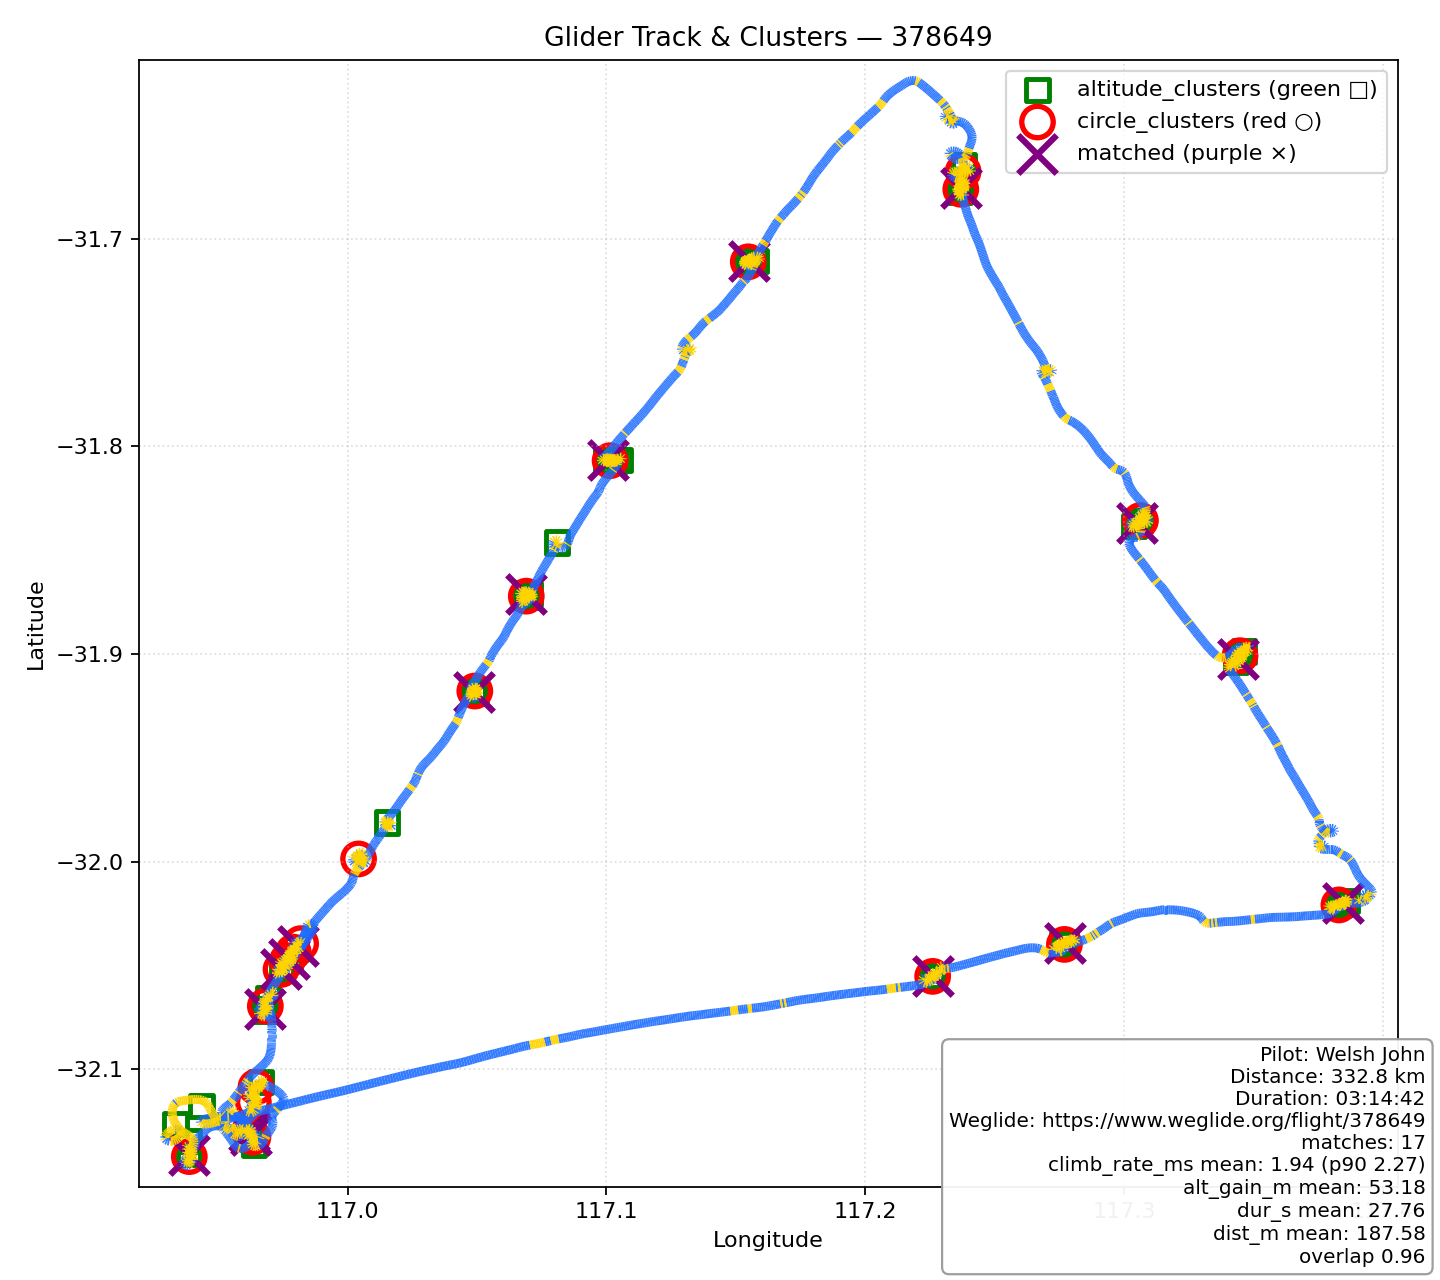 Glider Track & Clusters — 378649
altitude_clusters (green □)
circle_clusters (red ○)
matched (purple ×)
Latitude
−31.7
−31.8
−31.9
−32.0
−32.1
117.0
117.1
117.2
117.3
Longitude
Pilot: Welsh John
Distance: 332.8 km
Duration: 03:14:42
Weglide: https://www.weglide.org/flight/378649
matches: 17
climb_rate_ms mean: 1.94 (p90 2.27)
alt_gain_m mean: 53.18
dur_s mean: 27.76
dist_m mean: 187.58
overlap 0.96